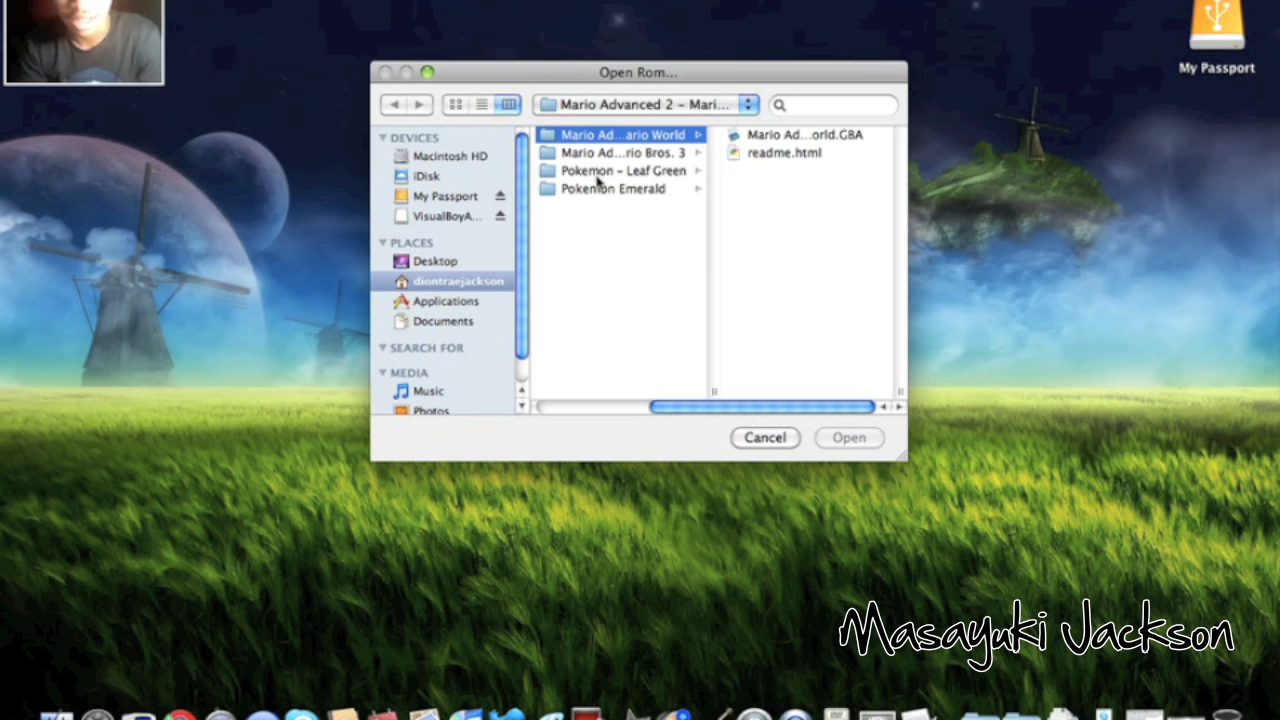 My Passport
Open Rom...
Mario Advanced 2 - Mari...
DEVICES
Macintosh HD
iDisk
My Passport
VisualBoyA...
PLACES
Desktop
diontraejackson
Applications
Documents
SEARCH FOR
MEDIA
Music
Photos
Mario Ad...ario World
Mario Ad...rio Bros. 3
Pokemon - Leaf Green
Pokemon Emerald
Mario Ad...orld.GBA
readme.html
Cancel
Open
Masayuki Jackson